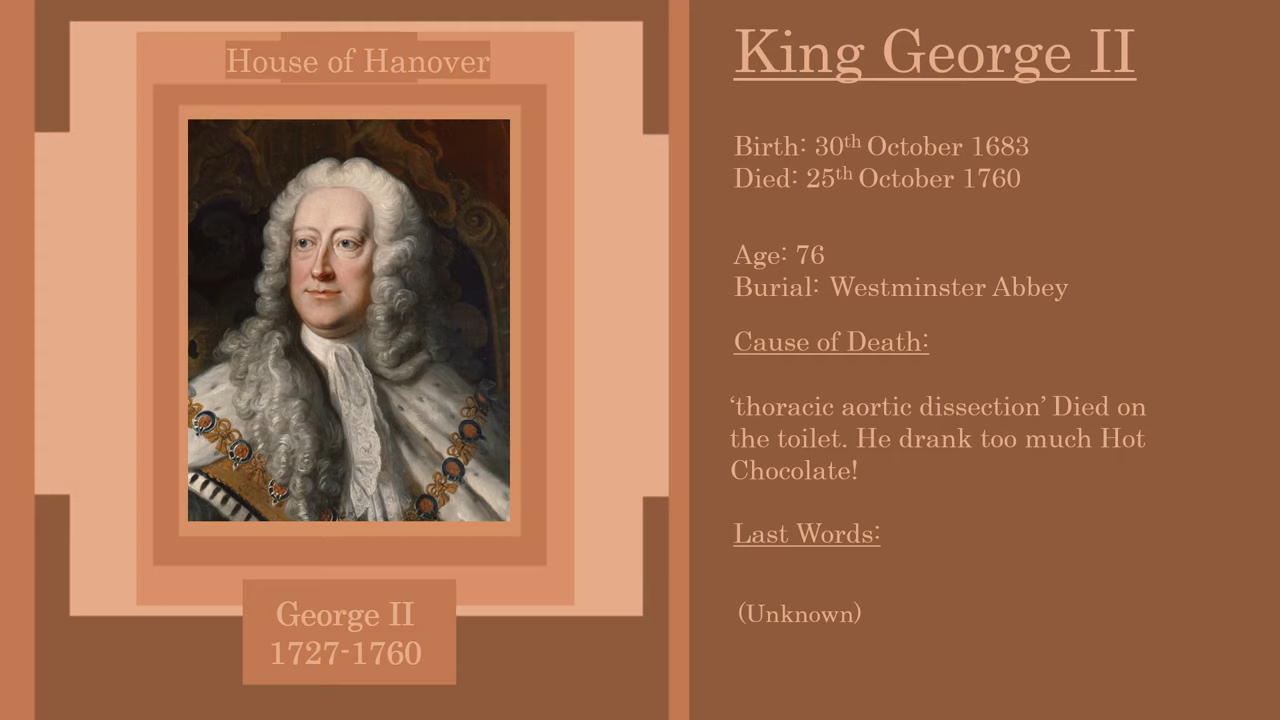 House of Hanover
George II
1727-1760
King George II
Birth: 30th October 1683
Died: 25th October 1760
Age: 76
Burial: Westminster Abbey
Cause of Death:
‘thoracic aortic dissection’ Died on
the toilet. He drank too much Hot
Chocolate!
Last Words:
(Unknown)